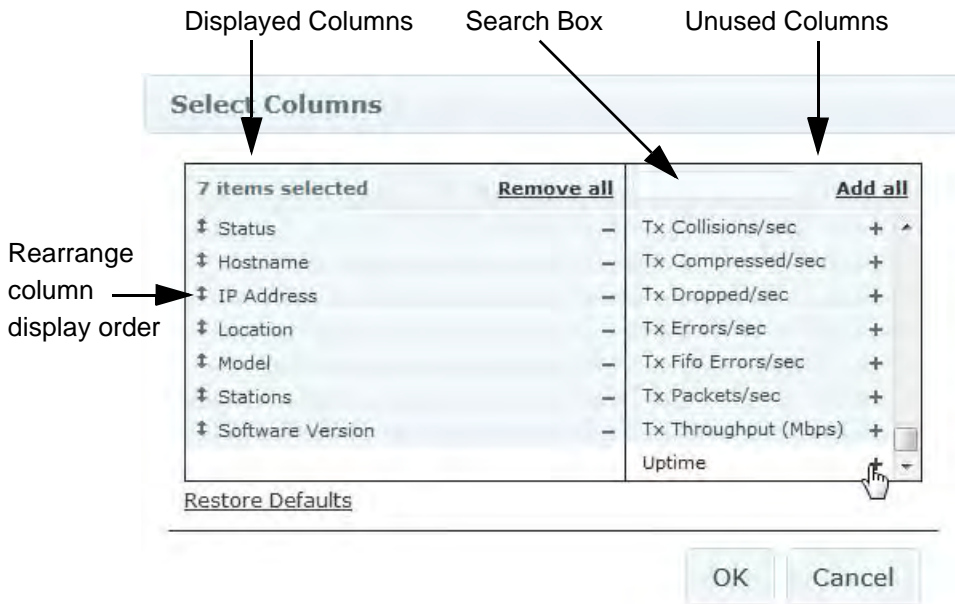 Displayed Columns Search Box Unused Columns
Select Columns
7 items selected Remove all Add all
Status − Tx Collisions/sec +
Hostname − Tx Compressed/sec +
Rearrange
column
display order
IP Address − Tx Dropped/sec +
Location − Tx Errors/sec +
Model − Tx Fifo Errors/sec +
Stations − Tx Packets/sec +
Software Version − Tx Throughput (Mbps) +
Uptime +
Restore Defaults
OK Cancel